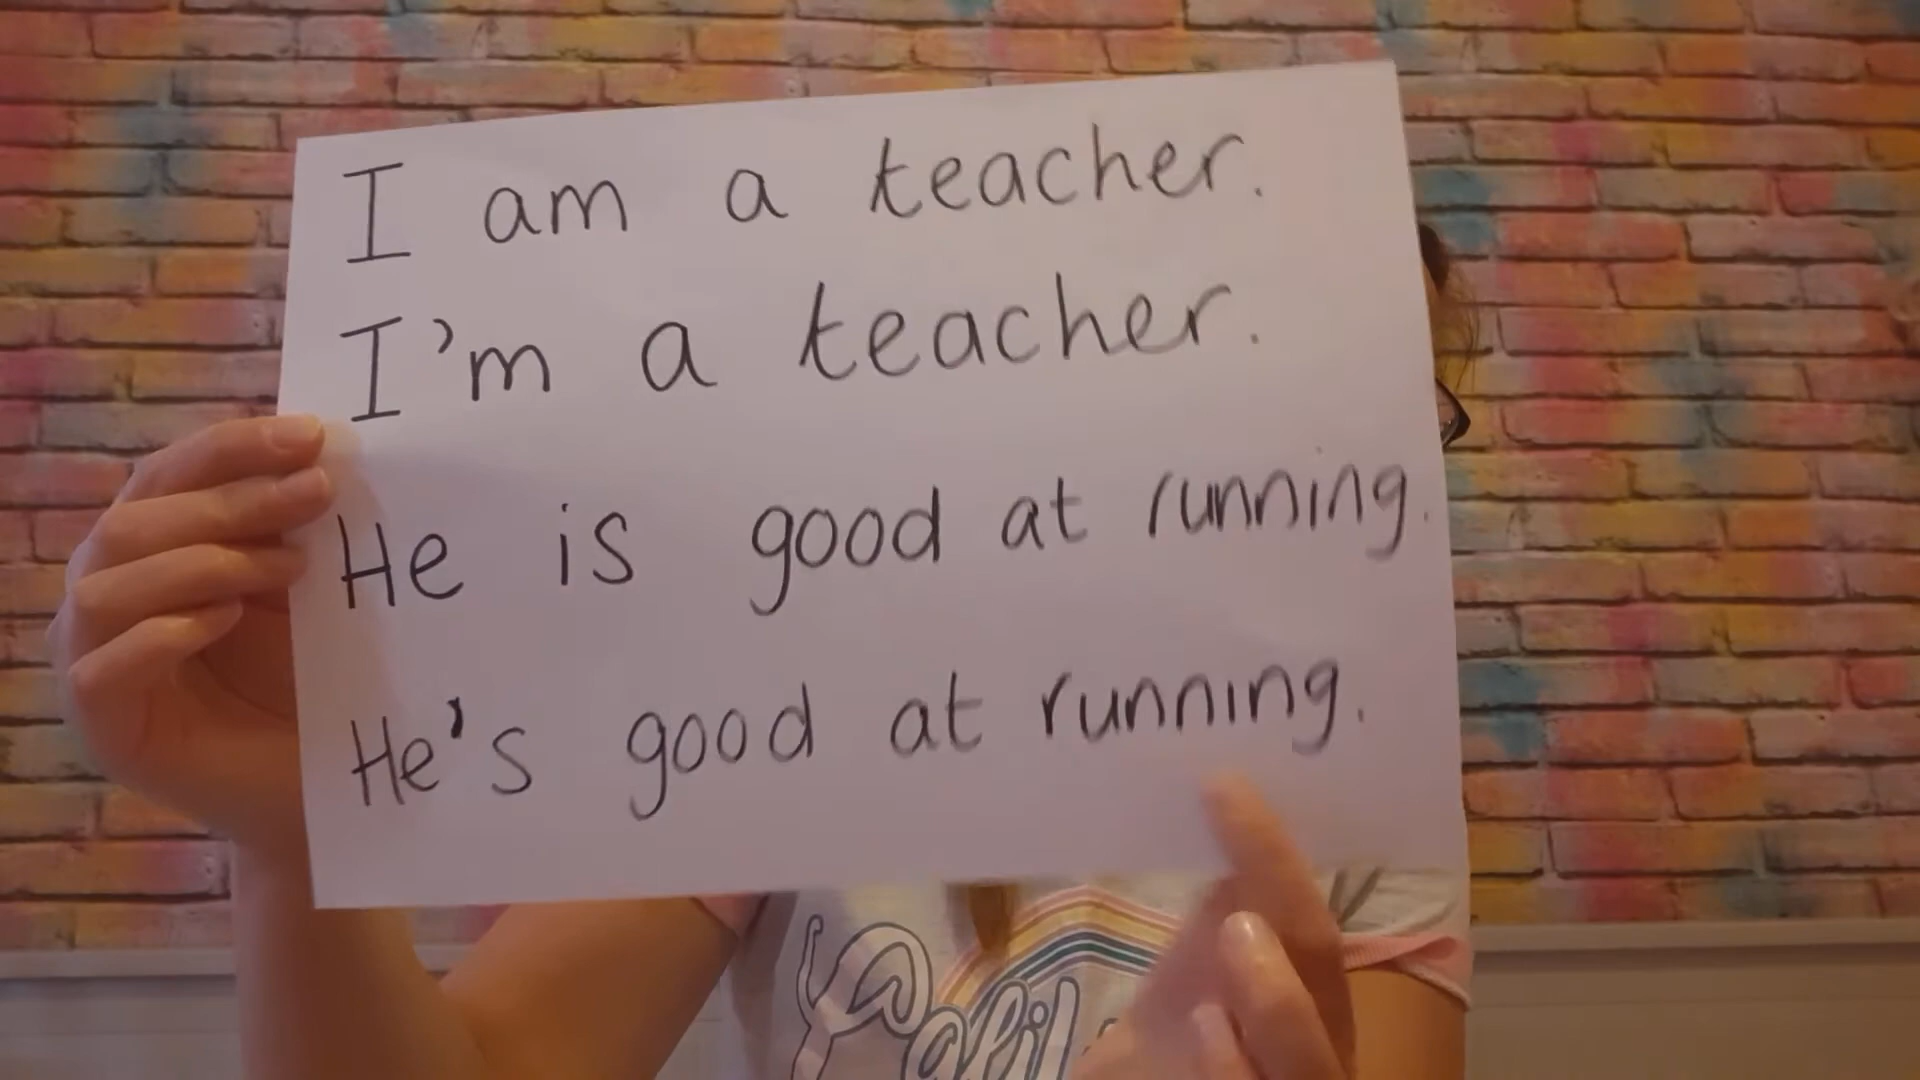 I am a teacher.
I'm a teacher.
He is good at running.
He's good at running.